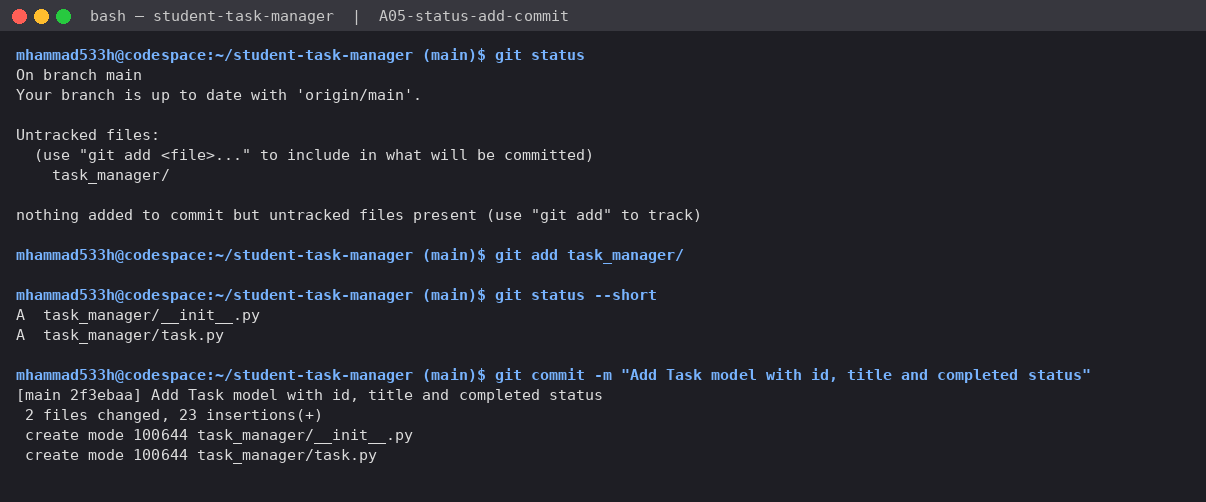 bash — student-task-manager  |  A05-status-add-commit
mhammad533h@codespace:~/student-task-manager (main)$ git status
On branch main
Your branch is up to date with 'origin/main'.
Untracked files:
  (use "git add <file>..." to include in what will be committed)
    task_manager/
nothing added to commit but untracked files present (use "git add" to track)
mhammad533h@codespace:~/student-task-manager (main)$ git add task_manager/
mhammad533h@codespace:~/student-task-manager (main)$ git status --short
A  task_manager/__init__.py
A  task_manager/task.py
mhammad533h@codespace:~/student-task-manager (main)$ git commit -m "Add Task model with id, title and completed status"
[main 2f3ebaa] Add Task model with id, title and completed status
 2 files changed, 23 insertions(+)
 create mode 100644 task_manager/__init__.py
 create mode 100644 task_manager/task.py